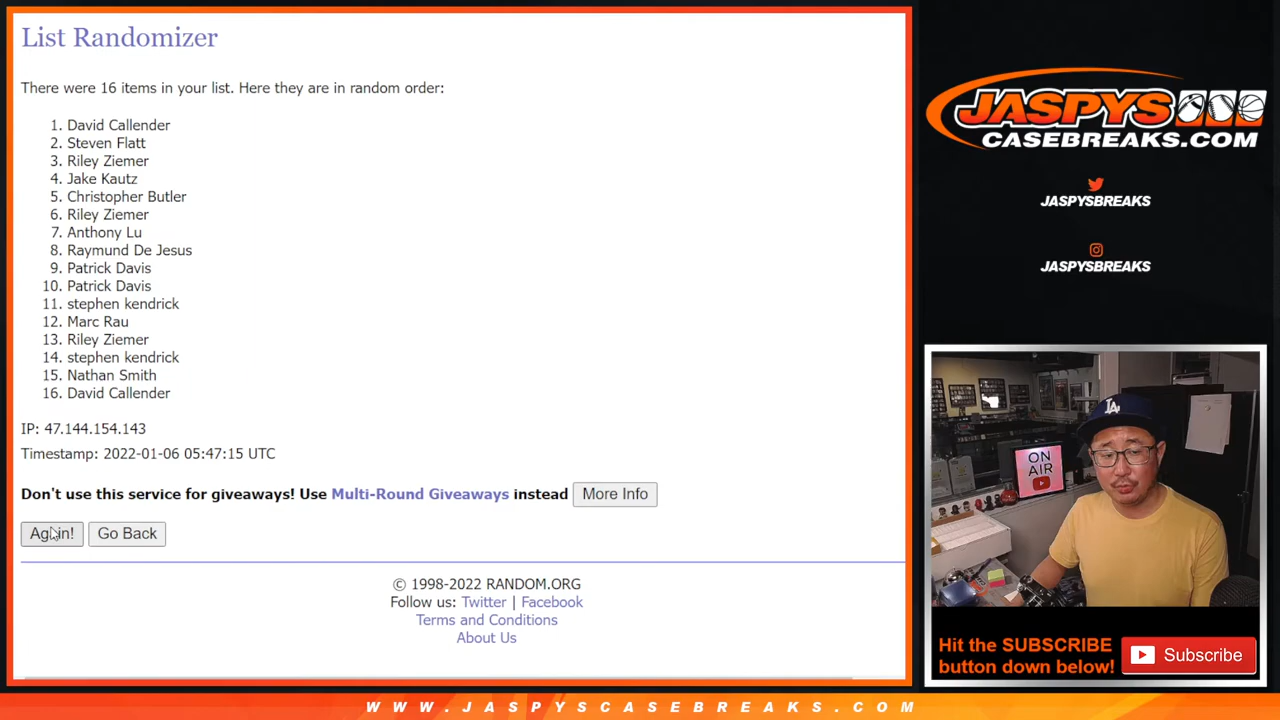 List Randomizer
There were 16 items in your list. Here they are in random order:
1. David Callender
2. Steven Flatt
3. Riley Ziemer
4. Jake Kautz
5. Christopher Butler
6. Riley Ziemer
7. Anthony Lu
8. Raymund De Jesus
9. Patrick Davis
10. Patrick Davis
11. stephen kendrick
12. Marc Rau
13. Riley Ziemer
14. stephen kendrick
15. Nathan Smith
16. David Callender
IP: 47.144.154.143
Timestamp: 2022-01-06 05:47:15 UTC
Don't use this service for giveaways! Use Multi-Round Giveaways instead More Info
Again! Go Back
© 1998-2022 RANDOM.ORG
Follow us: Twitter | Facebook
Terms and Conditions
About Us
JASPYS
CASEBREAKS.COM
JASPYSBREAKS
JASPYSBREAKS
LA
ON
AIR
Hit the SUBSCRIBE
button down below!
Subscribe
WWW.JASPYSCASEBREAKS.COM